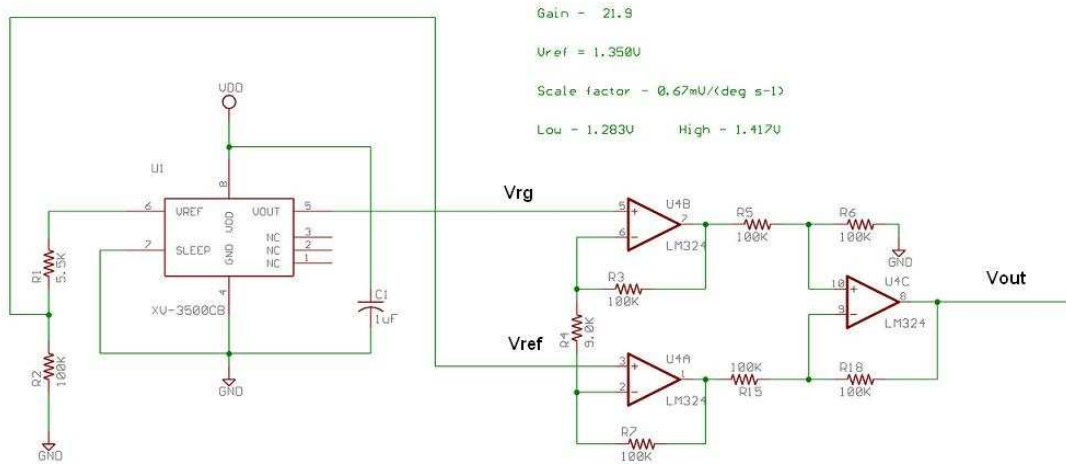 Gain - 21.9
Vref = 1.350V
Scale factor - 0.67mV/(deg s-1)
Low - 1.283V High - 1.417V
VDD
U1
8
6 VREF VDD VOUT 5
7 SLEEP GND NC 3
NC 2
NC 1
4
XV-3500CB
R1
5.5K
R2
100K
GND
GND
C1
1uF
Vrg
Vref
5 + U4B
7
6 -
LM324
R3
100K
R4
9.0K
3 + U4A
1
2 -
LM324
R7
100K
R5
100K
R6
100K
GND
10 + U4C
8
9 -
LM324
Vout
100K
R15
R18
100K